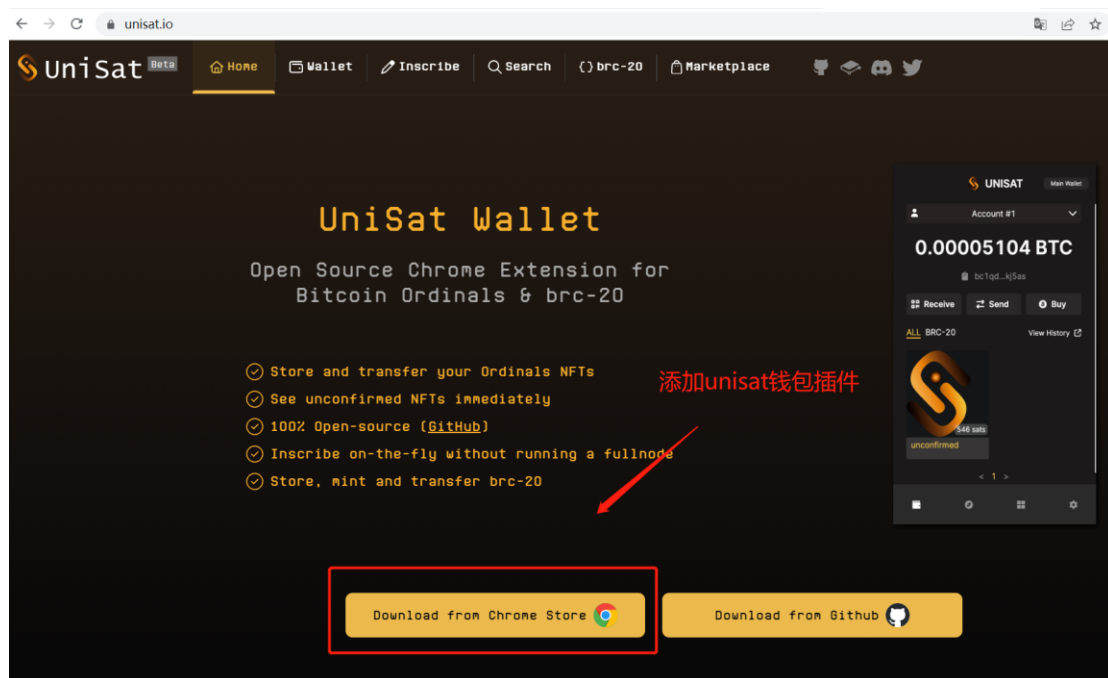 unisat.io
UniSat Beta Home Wallet Inscribe Search brc-20 Marketplace
UniSat Wallet
Open Source Chrome Extension for
Bitcoin Ordinals & brc-20
Store and transfer your Ordinals NFTs
See unconfirmed NFTs immediately
100% Open-source (GitHub)
Inscribe on-the-fly without running a fullnode
Store, mint and transfer brc-20
添加unisat钱包插件
Download from Chrome Store
Download from Github
UNISAT Main Wallet
Account #1
0.00005104 BTC
bc1qd...kj5as
Receive Send Buy
ALL BRC-20 View History
546 sats
unconfirmed
< 1 >